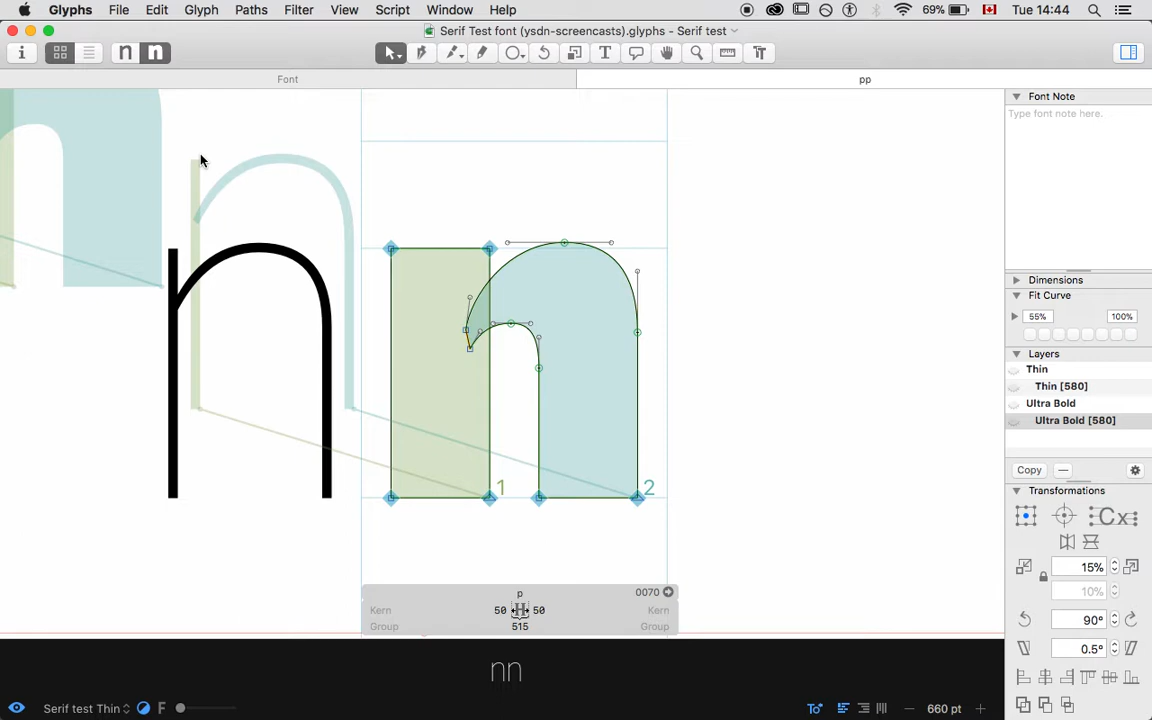 Glyphs File Edit Glyph Paths Filter View Script Window Help 69% Tue 14:44
Serif Test font (ysdn-screencasts).glyphs - Serif test
Font pp
n n
T
Font Note
Type font note here.
n n
1 2
Dimensions
Fit Curve
55% 100%
Layers
Thin
Thin [580]
Ultra Bold
Ultra Bold [580]
Copy
Transformations
Cx
15%
10%
90°
0.5°
p 0070
Kern 50 H 50 Kern
Group 515 Group
nn
Serif test Thin F 660 pt